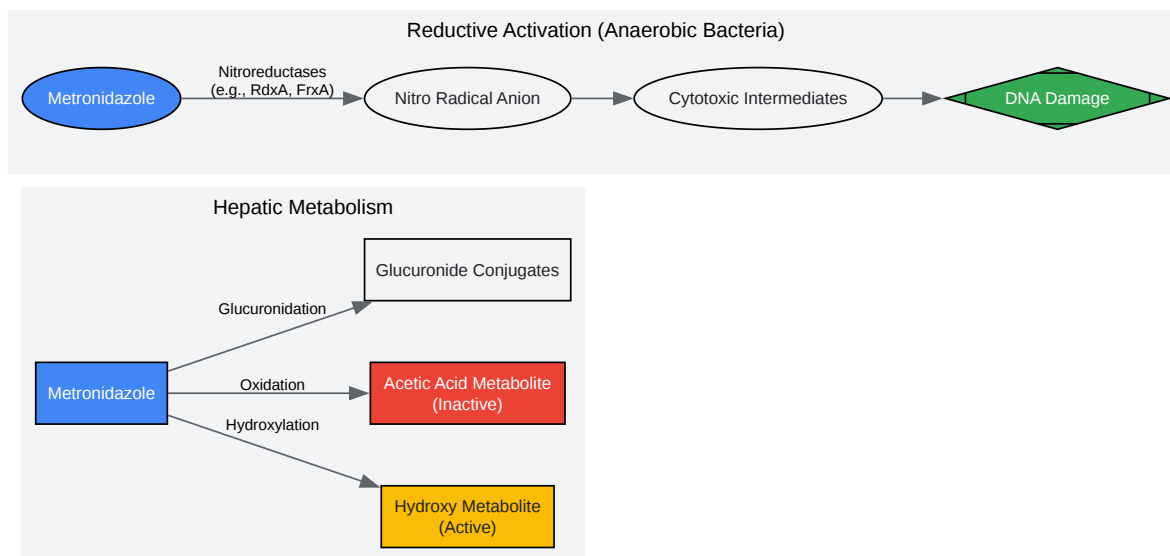 Reductive Activation (Anaerobic Bacteria)
Metronidazole
Nitroreductases
(e.g., RdxA, FrxA)
Nitro Radical Anion
Cytotoxic Intermediates
DNA Damage
Hepatic Metabolism
Glucuronide Conjugates
Glucuronidation
Metronidazole
Oxidation
Acetic Acid Metabolite
(Inactive)
Hydroxylation
Hydroxy Metabolite
(Active)